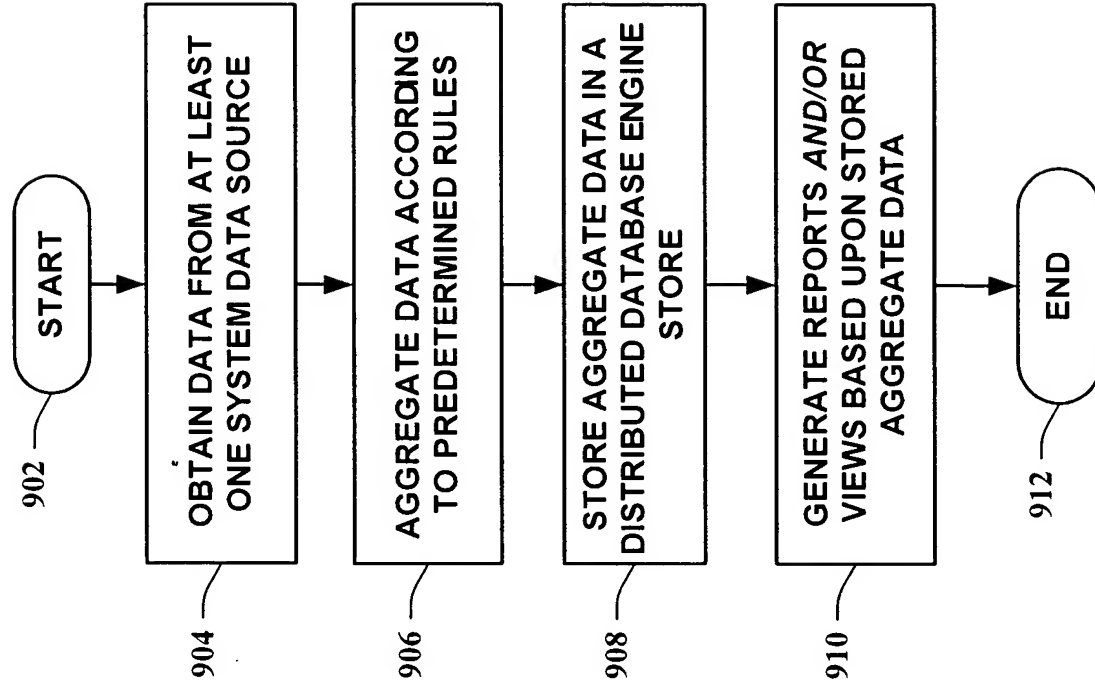 START
902
OBTAIN DATA FROM AT LEAST
ONE SYSTEM DATA SOURCE
904
AGGREGATE DATA ACCORDING
TO PREDETERMINED RULES
906
STORE AGGREGATE DATA IN A
DISTRIBUTED DATABASE ENGINE
STORE
908
GENERATE REPORTS AND/OR
VIEWS BASED UPON STORED
AGGREGATE DATA
910
END
912